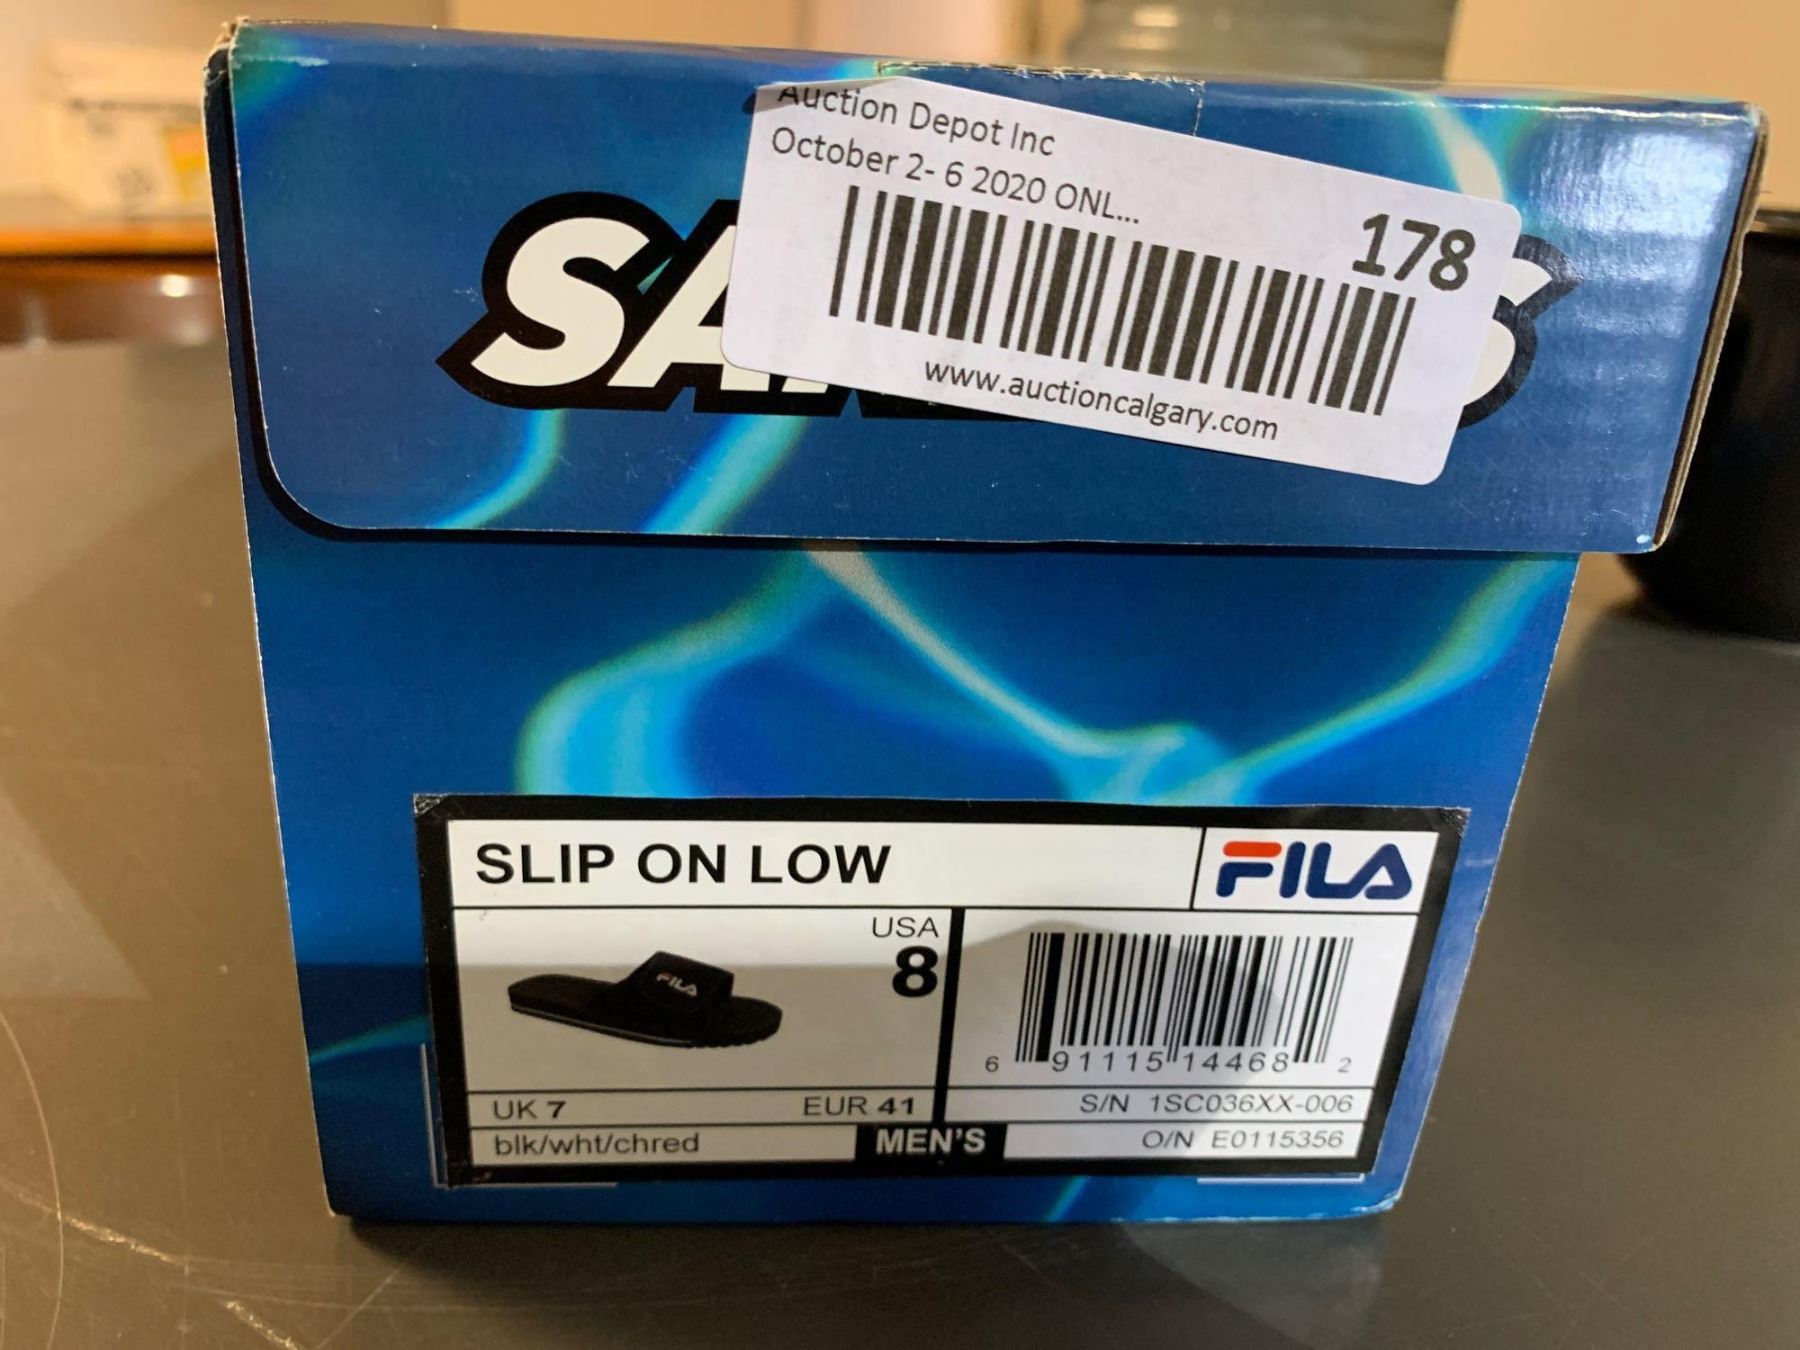 Auction Depot Inc
October 2- 6 2020 ONL...
178
www.auctioncalgary.com
SLIP ON LOW
FILA
USA
8
FILA
6 91115 14468 2
UK 7
EUR 41
S/N 1SC036XX-006
blk/wht/chred
MEN'S
O/N E0115356